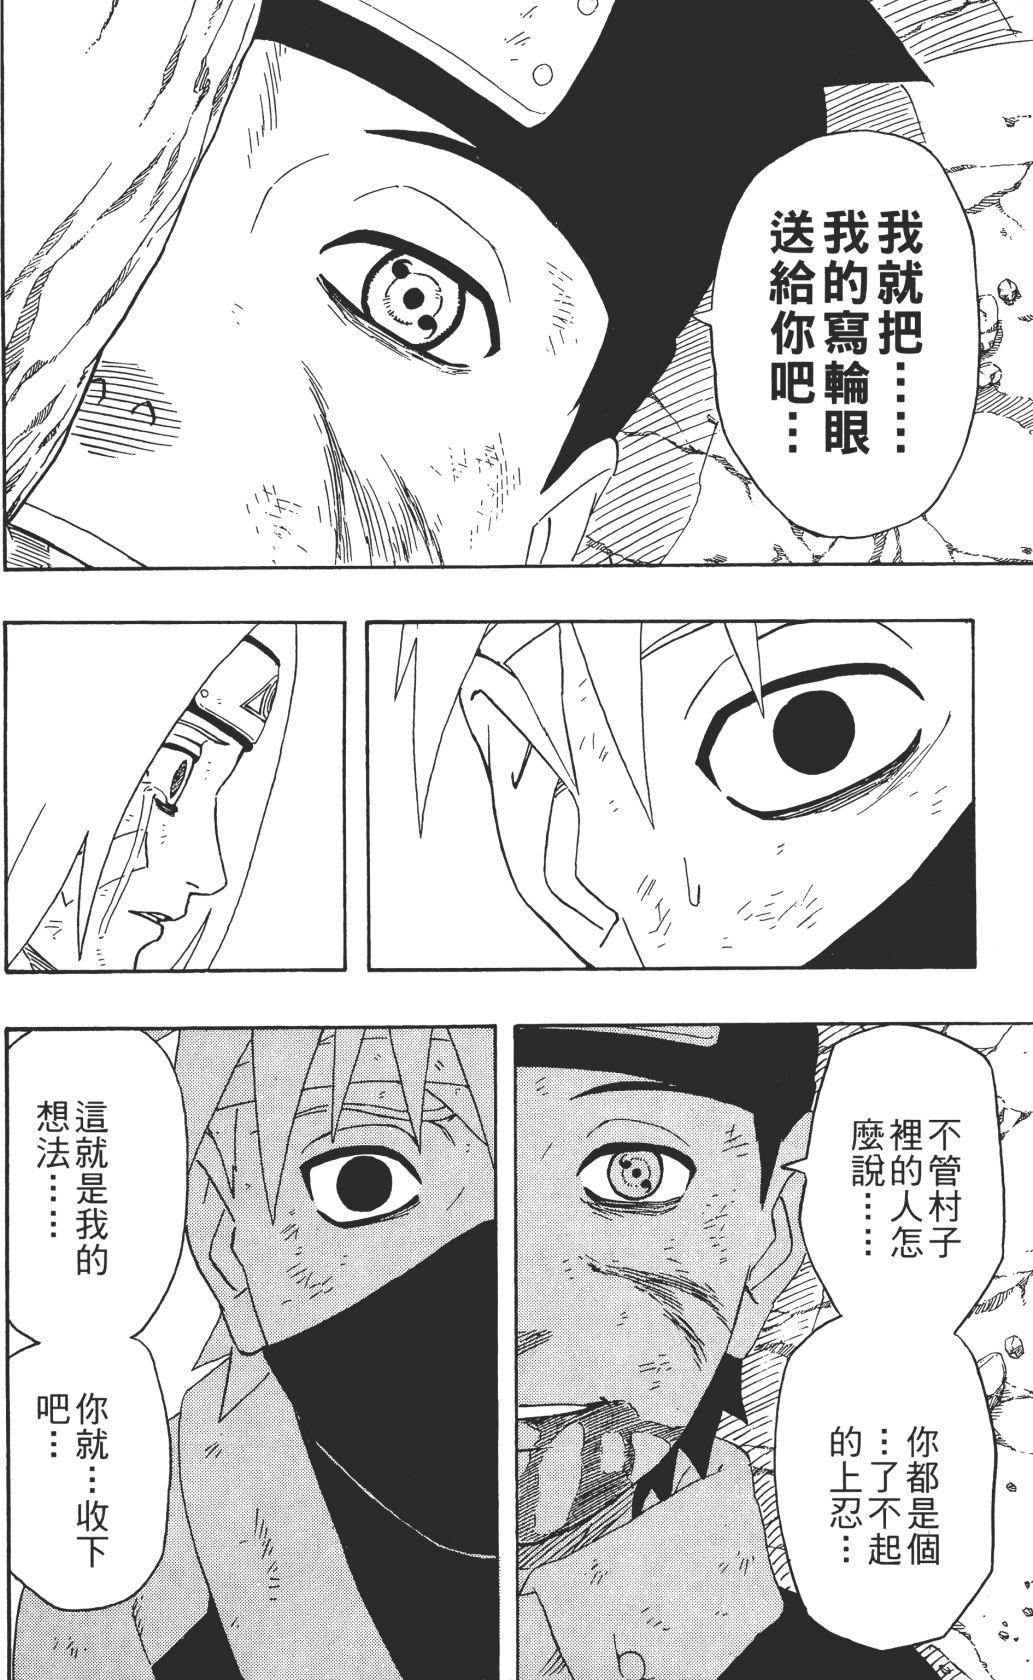 我就把……
我的寫輪眼
送給你吧…
不管村子
裡的人怎
麼說……
你都是個
…了不起
的上忍…
這就是我的
想法……
你就…收下
吧…